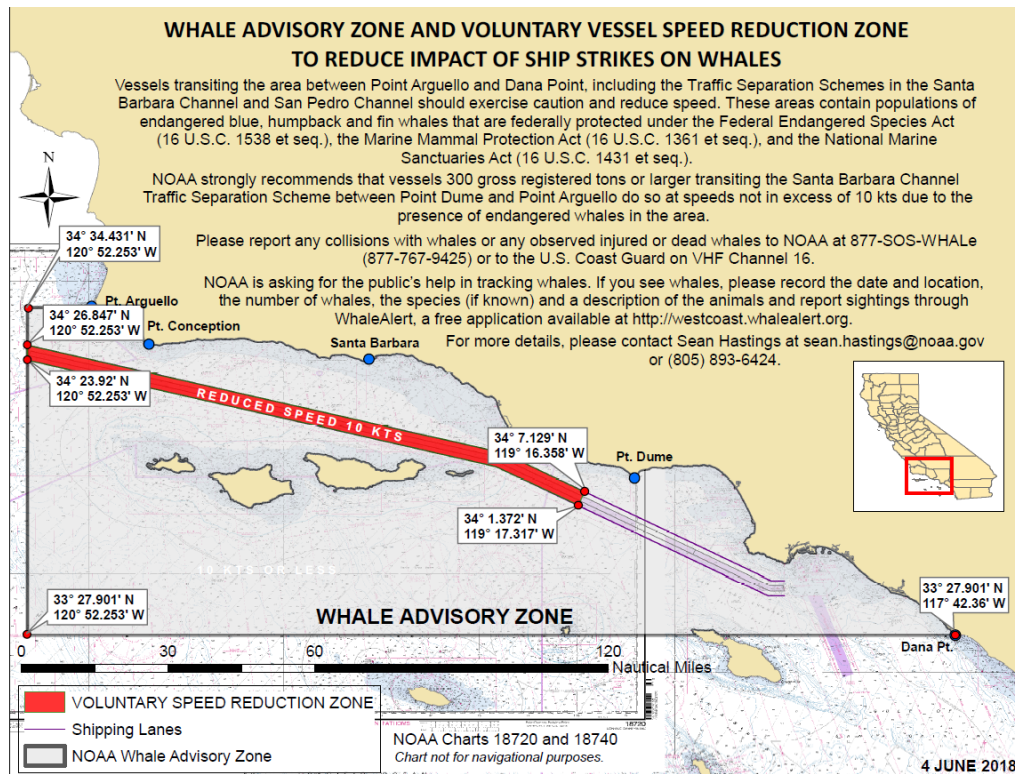 WHALE ADVISORY ZONE AND VOLUNTARY VESSEL SPEED REDUCTION ZONE
TO REDUCE IMPACT OF SHIP STRIKES ON WHALES
Vessels transiting the area between Point Arguello and Dana Point, including the Traffic Separation Schemes in the Santa
Barbara Channel and San Pedro Channel should exercise caution and reduce speed. These areas contain populations of
endangered blue, humpback and fin whales that are federally protected under the Federal Endangered Species Act
(16 U.S.C. 1538 et seq.), the Marine Mammal Protection Act (16 U.S.C. 1361 et seq.), and the National Marine
Sanctuaries Act (16 U.S.C. 1431 et seq.).
NOAA strongly recommends that vessels 300 gross registered tons or larger transiting the Santa Barbara Channel
Traffic Separation Scheme between Point Dume and Point Arguello do so at speeds not in excess of 10 kts due to the
presence of endangered whales in the area.
Please report any collisions with whales or any observed injured or dead whales to NOAA at 877-SOS-WHALe
(877-767-9425) or to the U.S. Coast Guard on VHF Channel 16.
NOAA is asking for the public's help in tracking whales. If you see whales, please record the date and location,
the number of whales, the species (if known) and a description of the animals and report sightings through
WhaleAlert, a free application available at http://westcoast.whalealert.org.
For more details, please contact Sean Hastings at sean.hastings@noaa.gov
or (805) 893-6424.
N
34° 34.431' N
120° 52.253' W
Pt. Arguello
34° 26.847' N
120° 52.253' W
Pt. Conception
Santa Barbara
34° 23.92' N
120° 52.253' W
REDUCED SPEED 10 KTS
34° 7.129' N
119° 16.358' W
Pt. Dume
34° 1.372' N
119° 17.317' W
10 KTS OR LESS
33° 27.901' N
120° 52.253' W
WHALE ADVISORY ZONE
33° 27.901' N
117° 42.36' W
Dana Pt.
0 30 60 120
Nautical Miles
VOLUNTARY SPEED REDUCTION ZONE
Shipping Lanes
NOAA Whale Advisory Zone
18720
NOAA Charts 18720 and 18740
Chart not for navigational purposes.
4 JUNE 2018